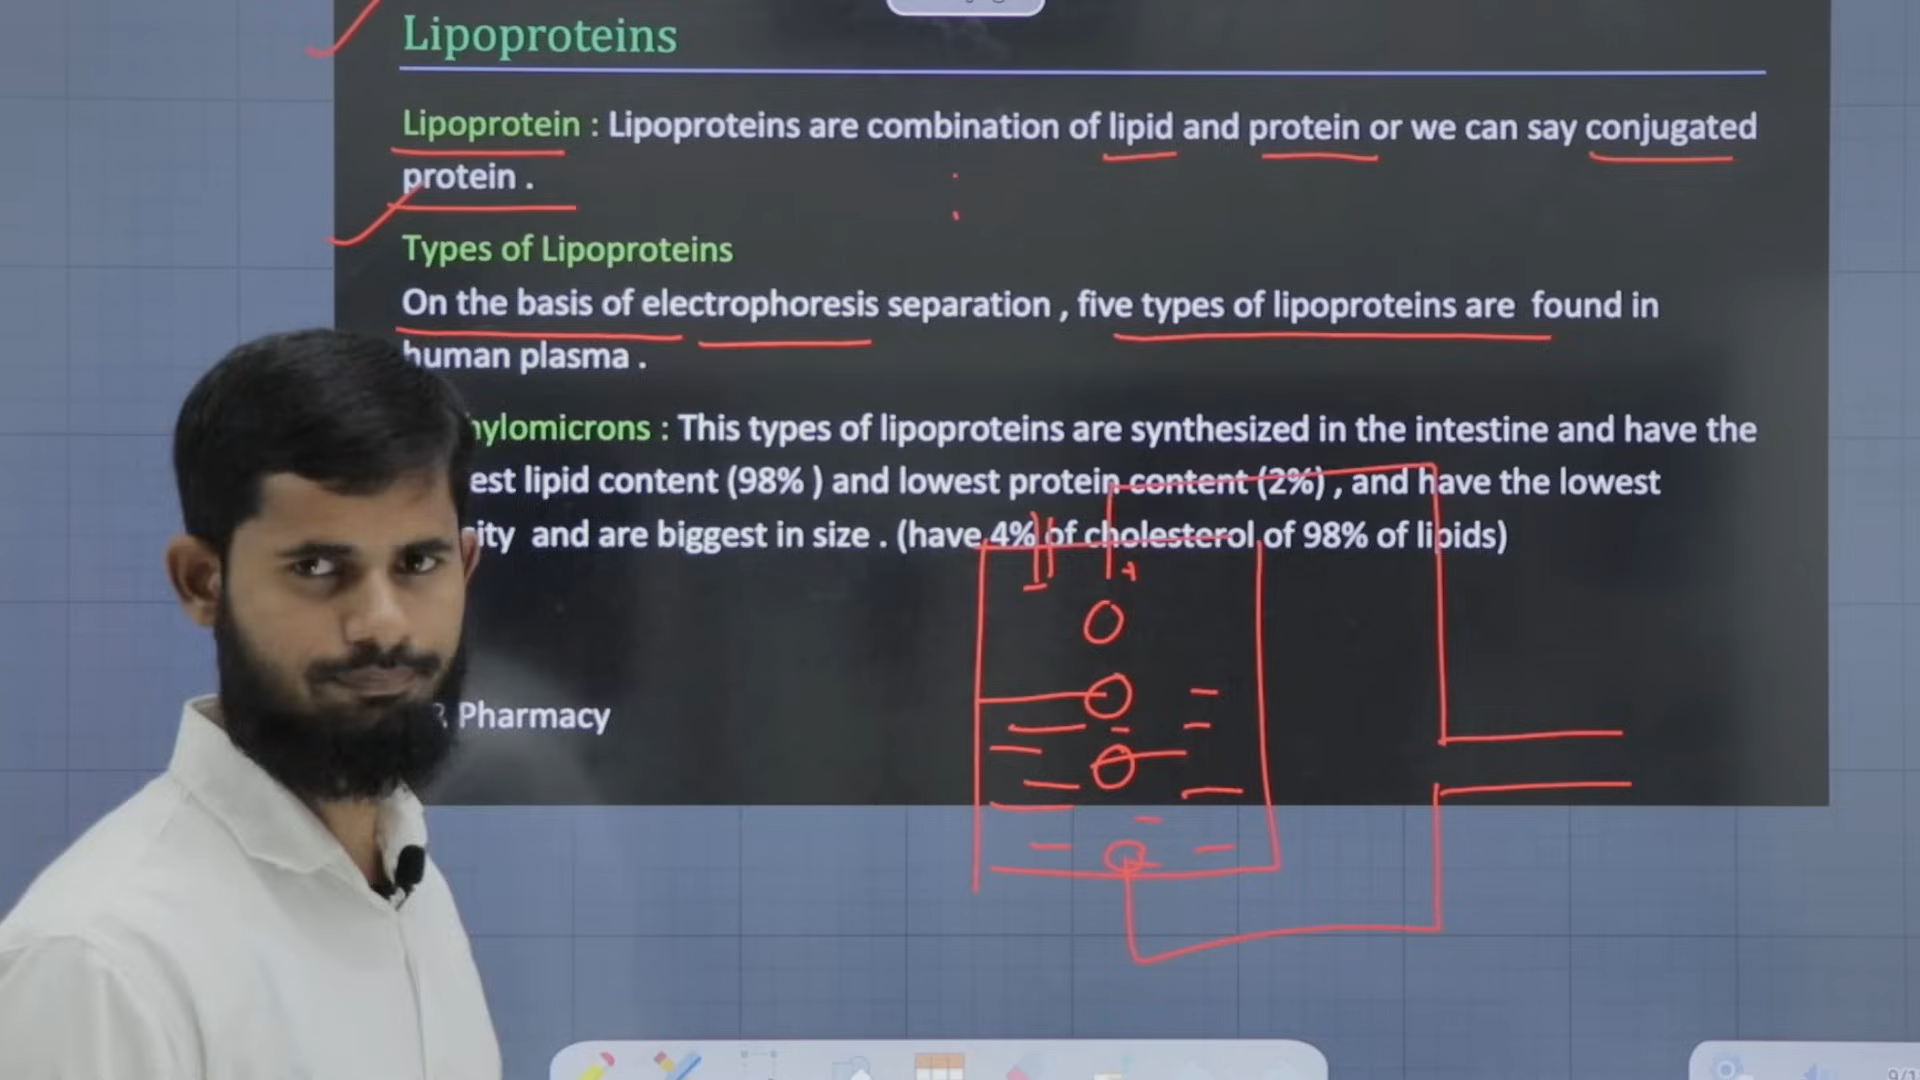 Lipoproteins
Lipoprotein : Lipoproteins are combination of lipid and protein or we can say conjugated
protein .
Types of Lipoproteins
On the basis of electrophoresis separation , five types of lipoproteins are found in
human plasma .
hylomicrons : This types of lipoproteins are synthesized in the intestine and have the
est lipid content (98% ) and lowest protein content (2%) , and have the lowest
ity and are biggest in size . (have 4% of cholesterol of 98% of lipids)
Pharmacy